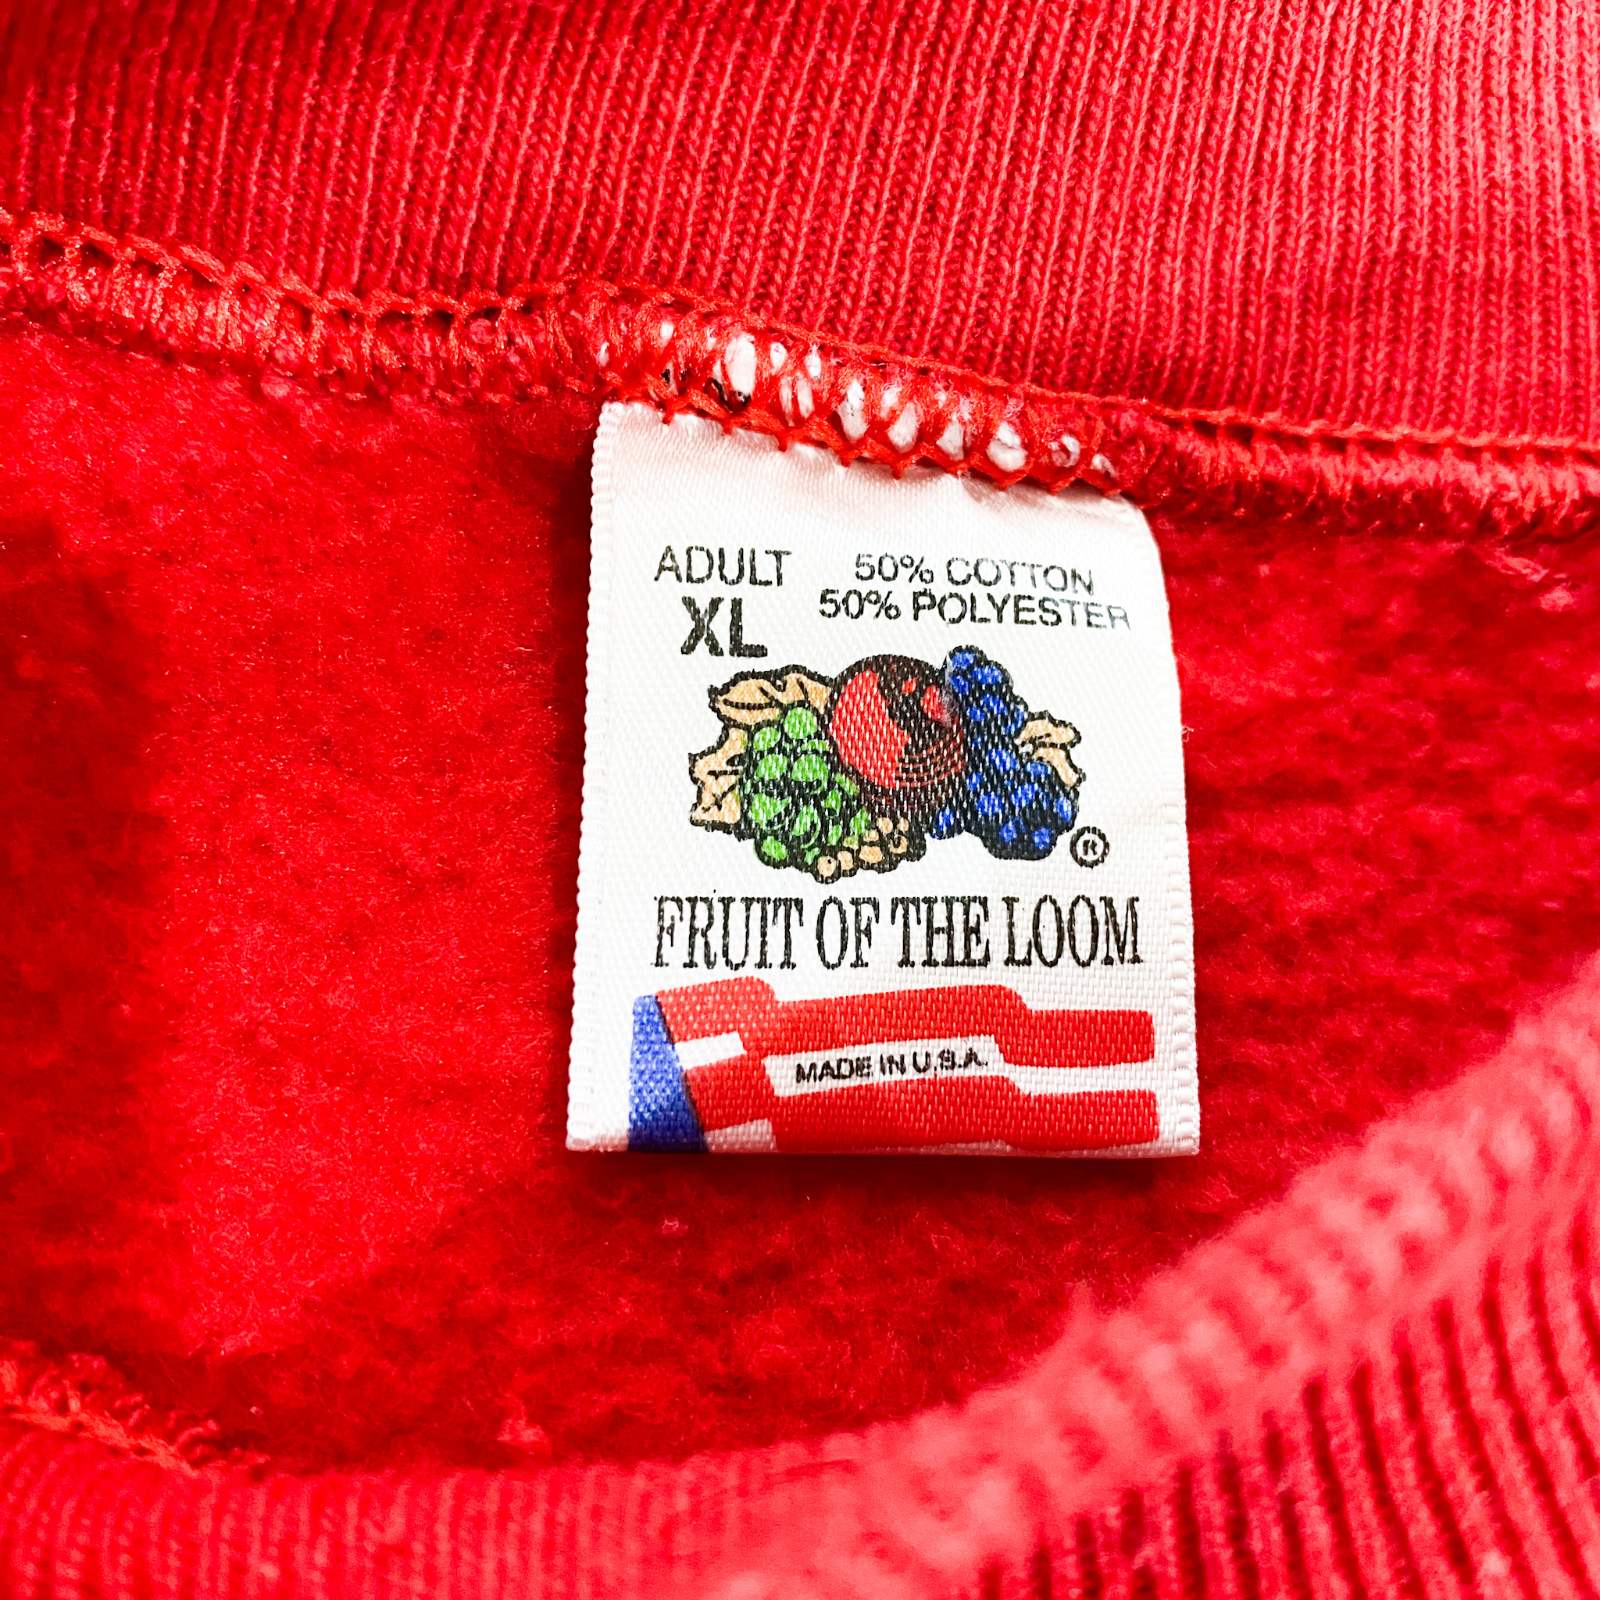 ADULT
XL
50% COTTON
50% POLYESTER
®
FRUIT OF THE LOOM
MADE IN U.S.A.